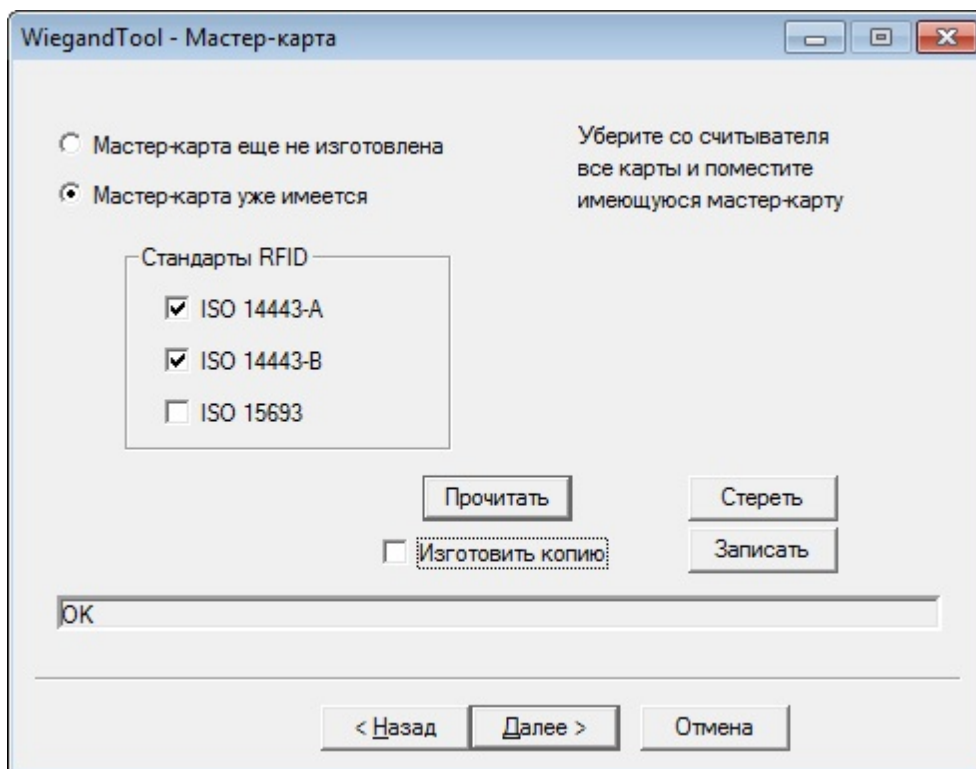 WiegandTool - Мастер-карта
Мастер-карта еще не изготовлена
Мастер-карта уже имеется
Уберите со считывателя
все карты и поместите
имеющуюся мастер-карту
Стандарты RFID
ISO 14443-A
ISO 14443-B
ISO 15693
Прочитать
Стереть
Изготовить копию
Записать
OK
< Назад
Далее >
Отмена